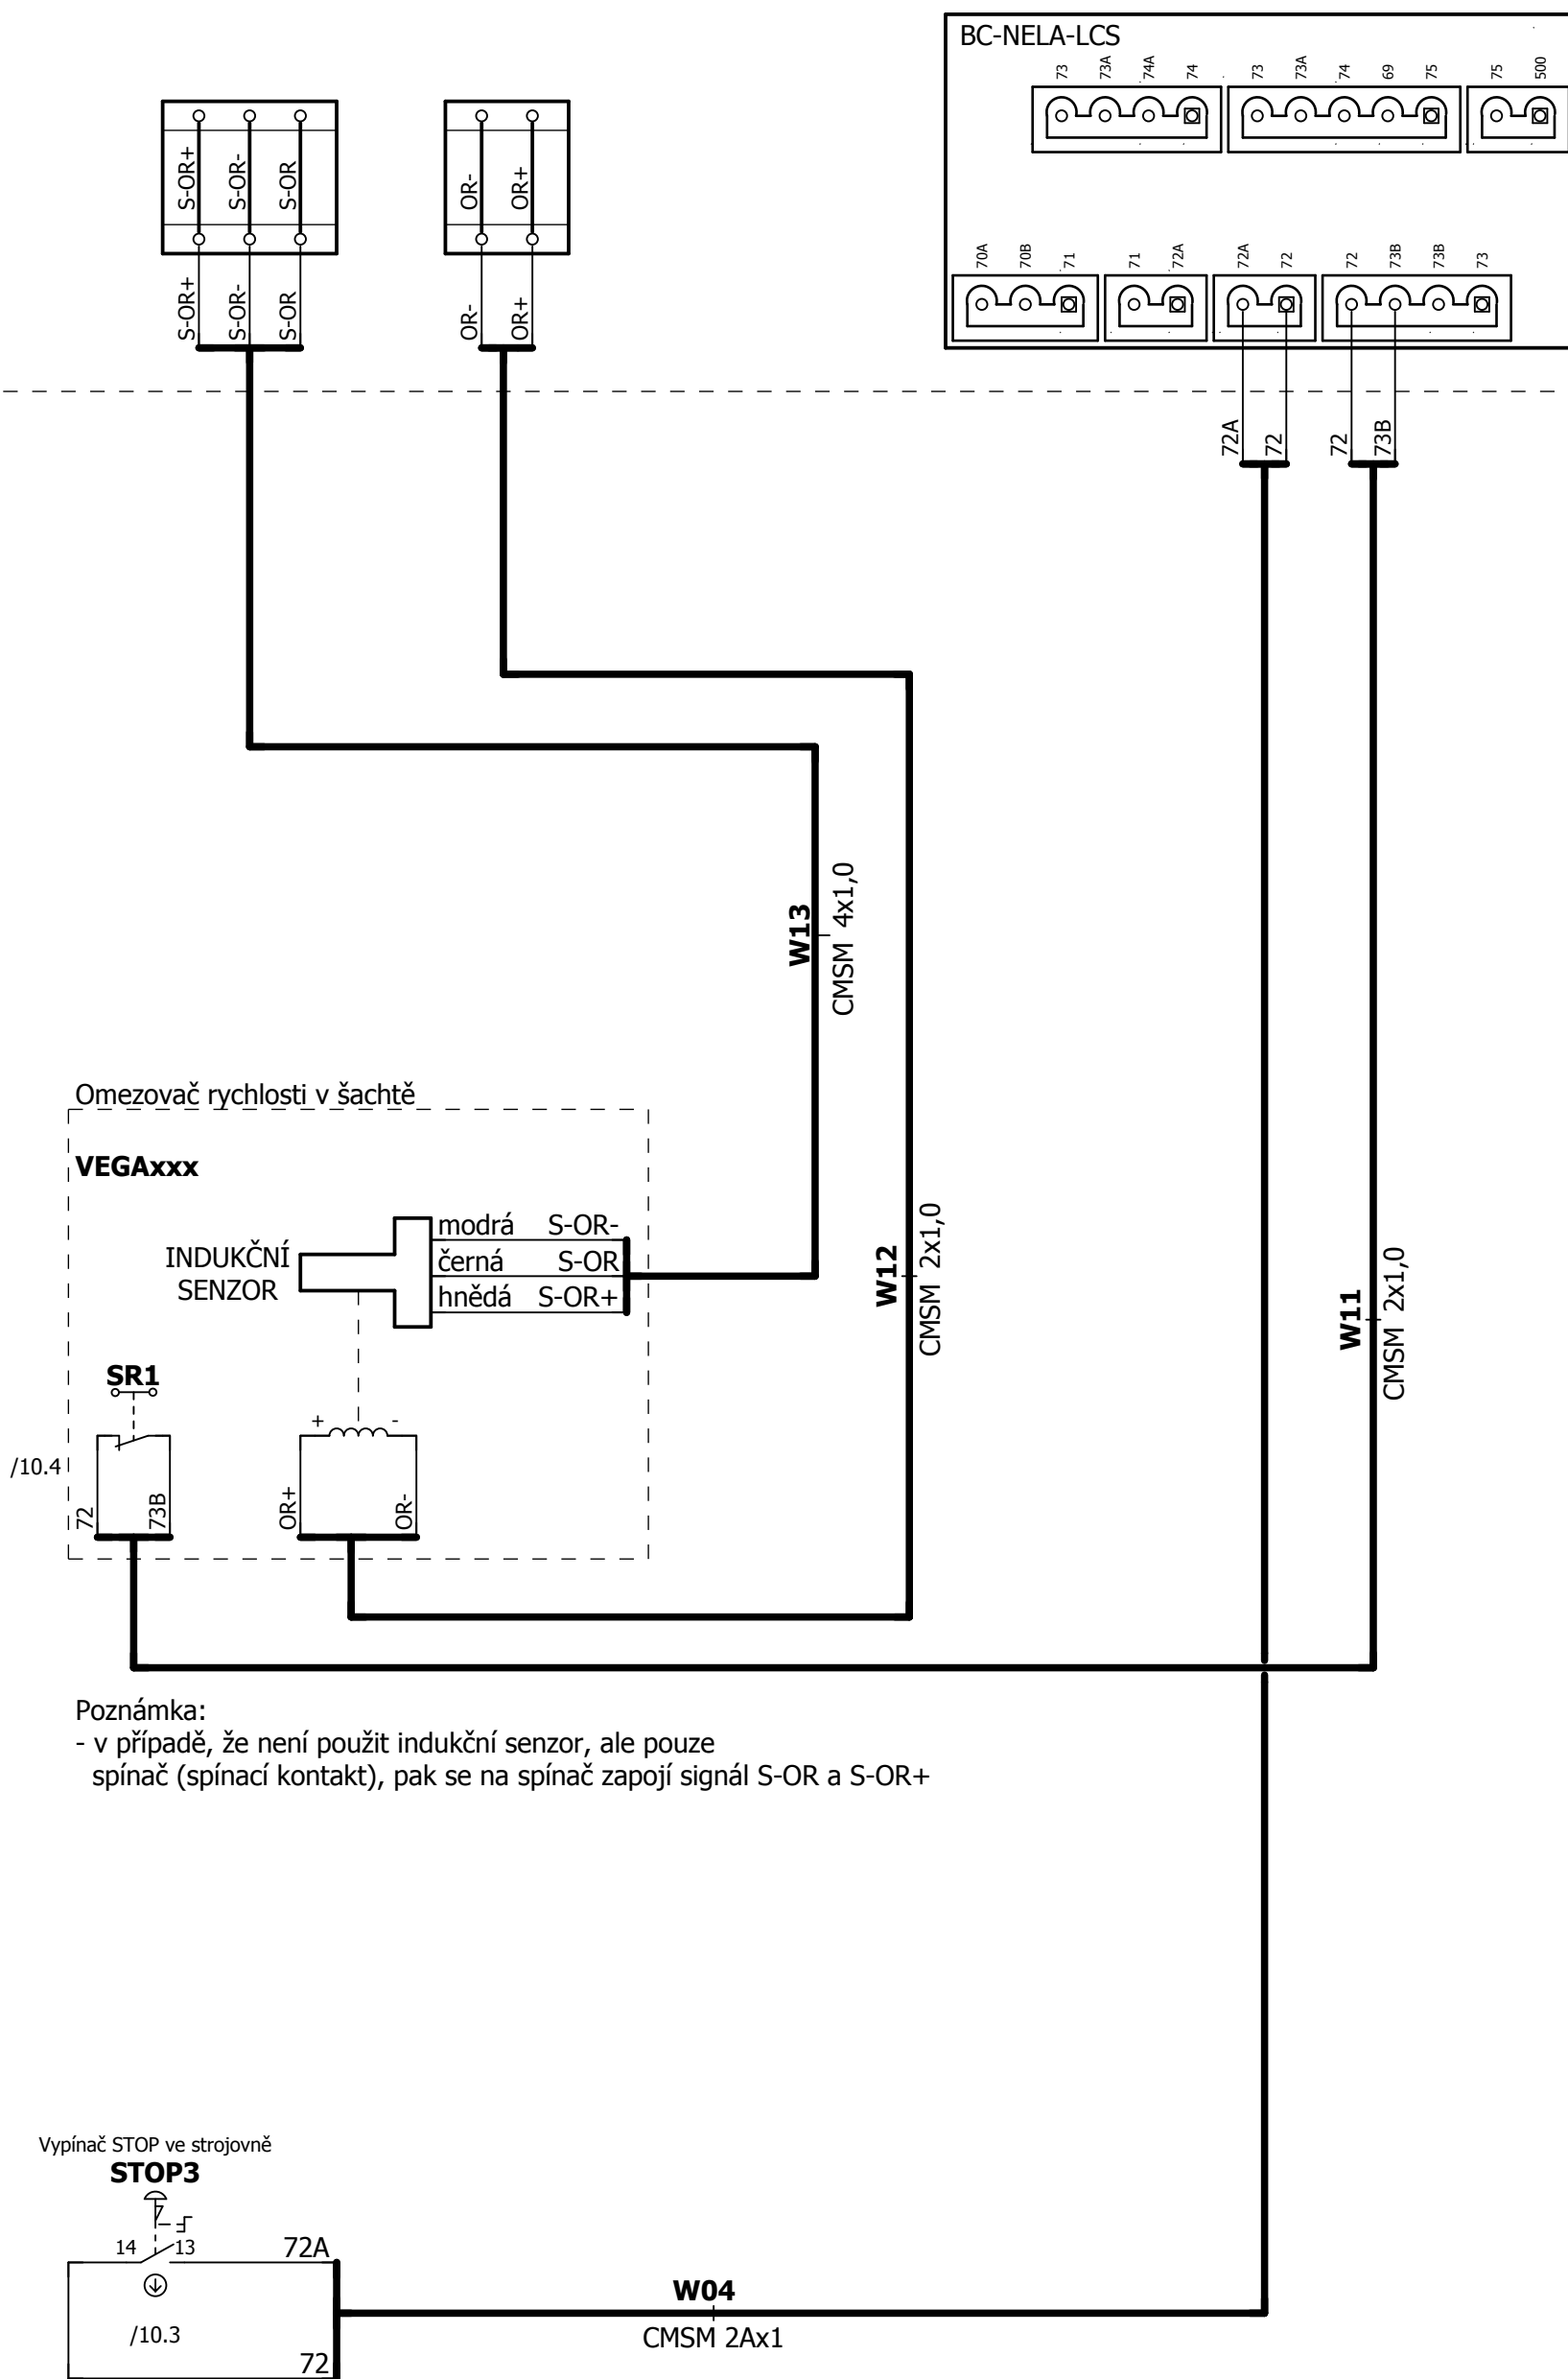 BC-NELA-LCS
73 73A 74A 74 73 73A 74 69 75 75 500
S-OR+ S-OR- S-OR OR- OR+
70A 70B 71 71 72A 72A 72 72 73B 73B 73
S-OR+ S-OR- S-OR OR- OR+
72A 72 72 73B
W13
CMSM 4x1,0
Omezovač rychlosti v šachtě
VEGAxxx
modrá S-OR-
INDUKČNÍ
SENZOR
černá S-OR
hnědá S-OR+
W12
CMSM 2x1,0
W11
CMSM 2x1,0
SR1
+ -
/10.4
72 73B OR+ OR-
Poznámka:
- v případě, že není použit indukční senzor, ale pouze
spínač (spínací kontakt), pak se na spínač zapojí signál S-OR a S-OR+
Vypínač STOP ve strojovně
STOP3
14 13 72A
W04
/10.3
CMSM 2Ax1
72